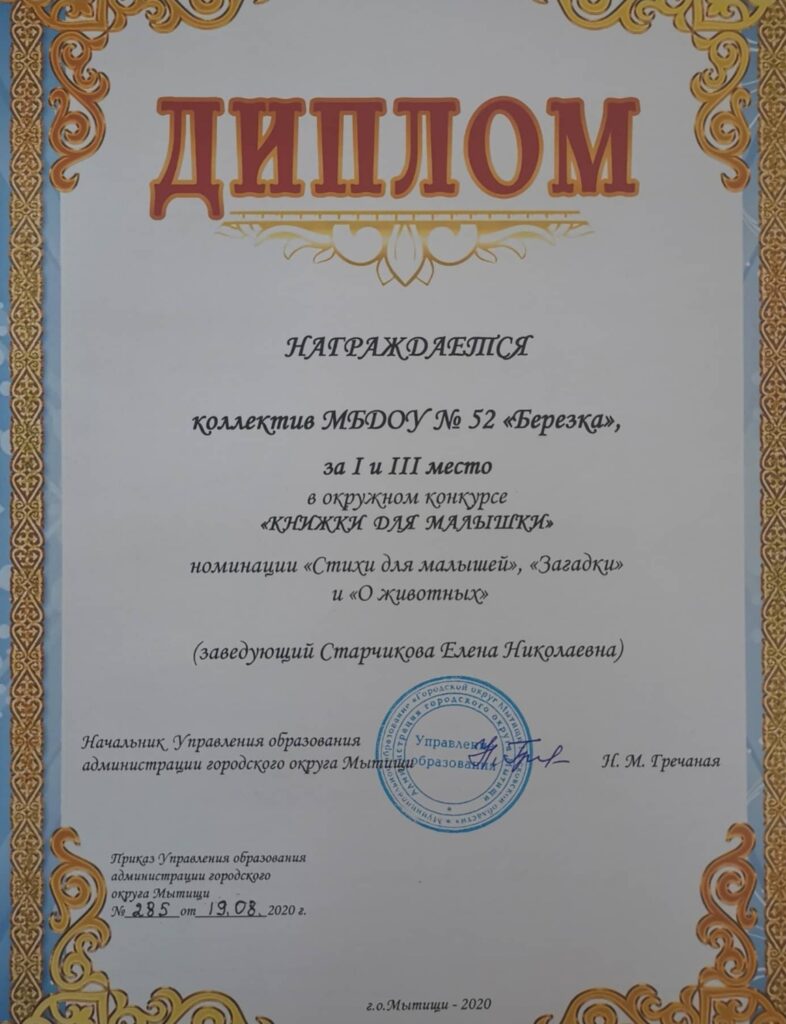 ДИПЛОМ
НАГРАЖДАЕТСЯ
коллектив МБДОУ № 52 «Березка»,
за I и III место
в окружном конкурсе
«КНИЖКИ ДЛЯ МАЛЫШКИ»
номинации «Стихи для малышей», «Загадки»
и «О животных»
(заведующий Старчикова Елена Николаевна)
Начальник Управления образования
администрации городского округа Мытищи
Управление
образования
Н. М. Гречаная
Приказ Управления образования
администрации городского
округа Мытищи
№ 285 от 19.08. 2020 г.
г.о.Мытищи - 2020